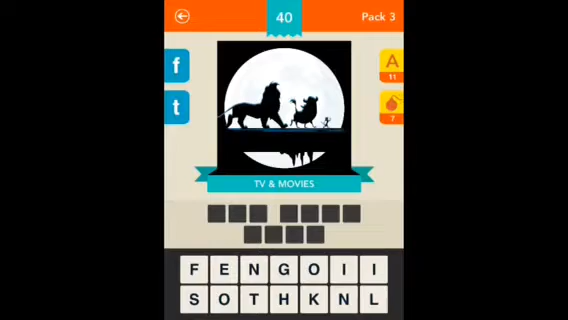 40
Pack 3
f
A
11
t
7
TV & MOVIES
F E N G O I I
S O T H K N L